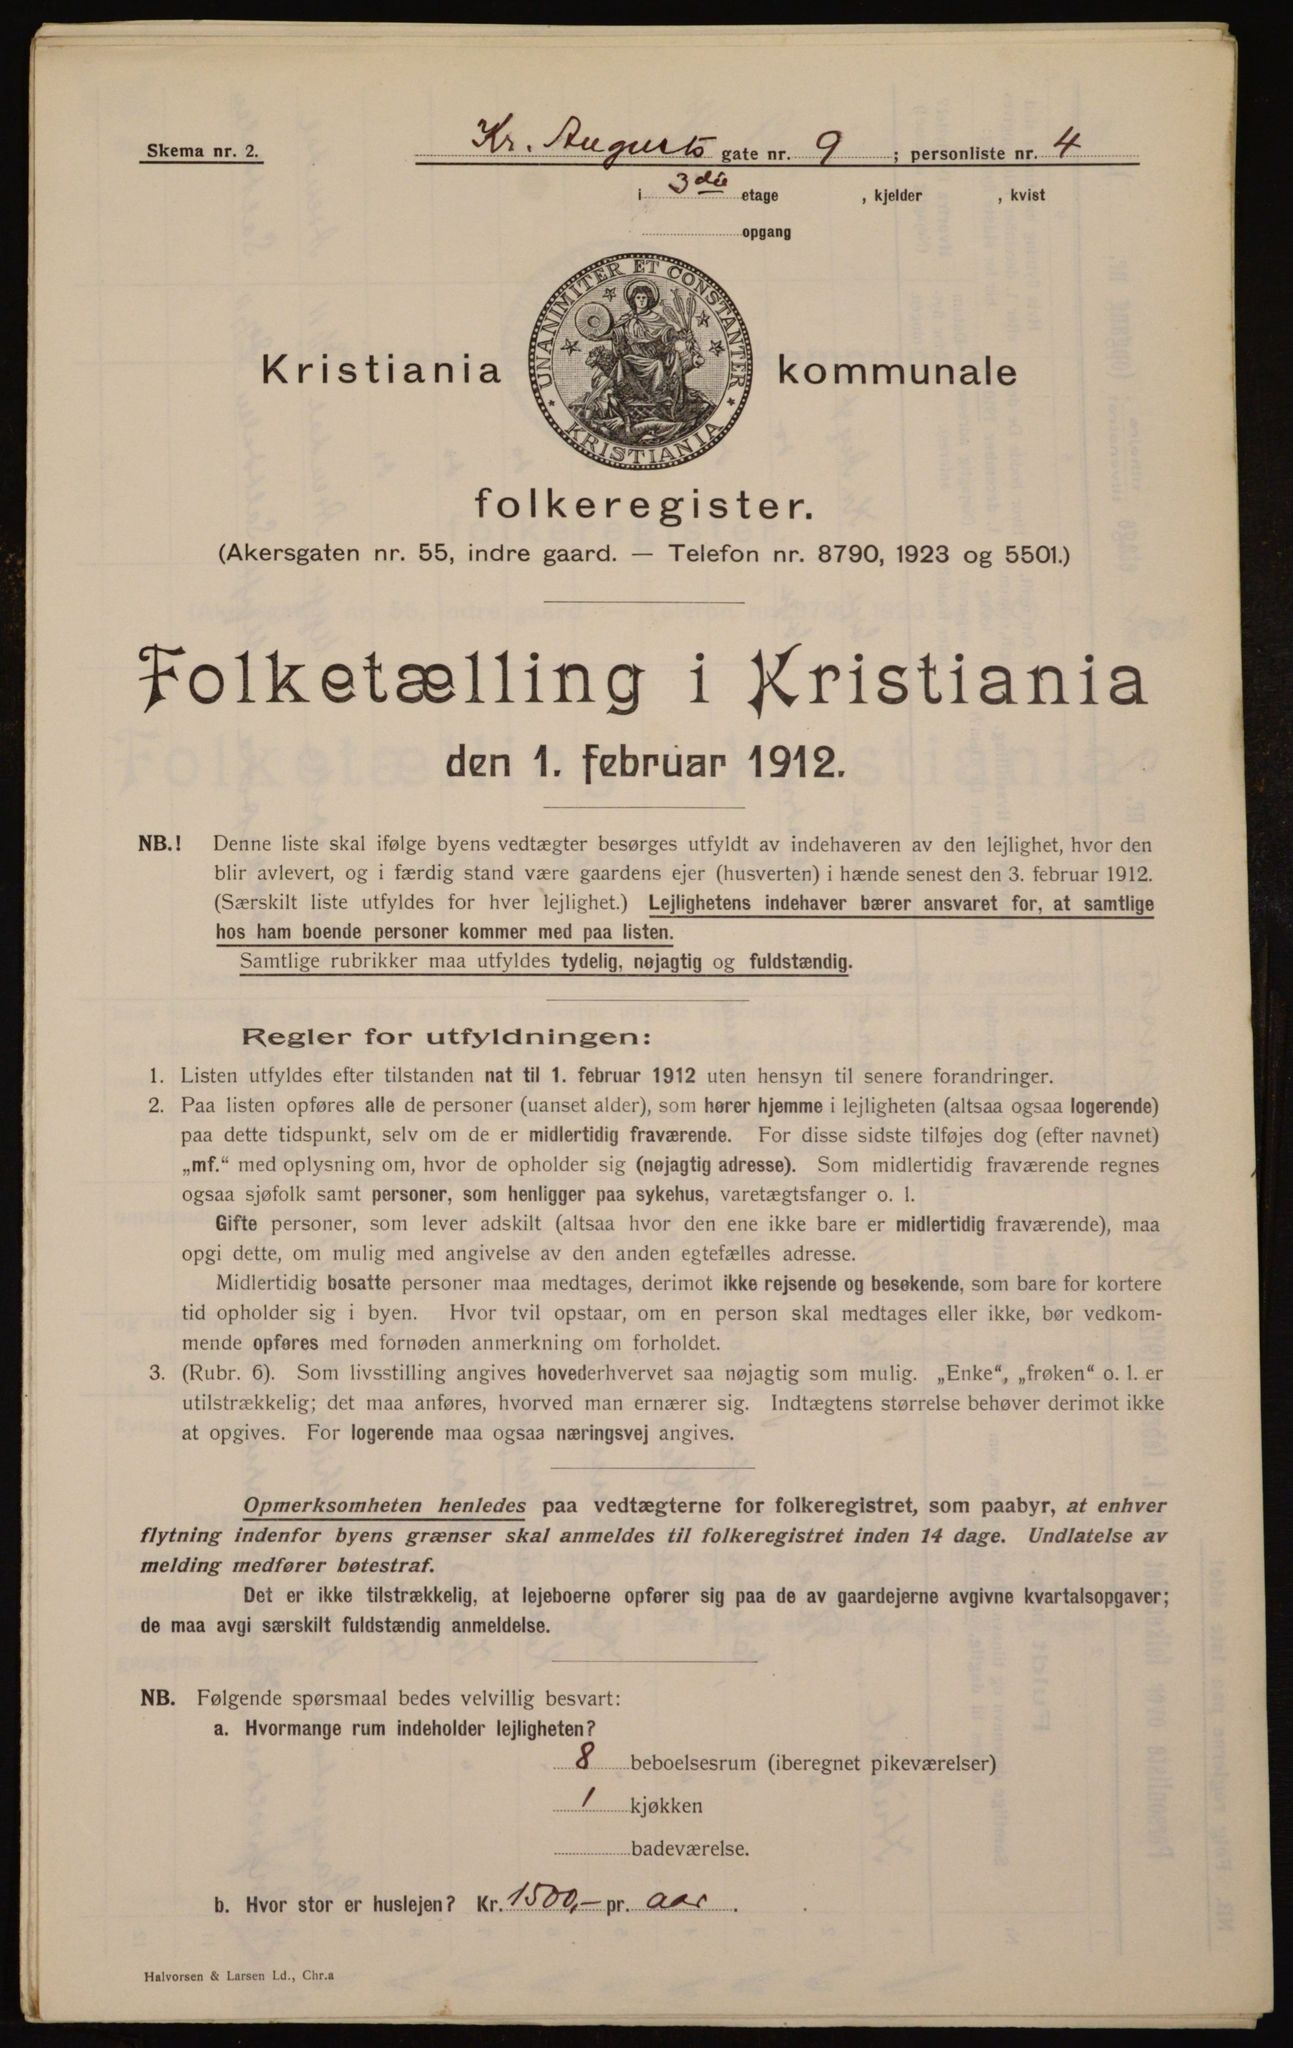 Skema nr. 2.
Kr. Augusts gate nr. 9 ; personliste nr. 4
i 3die etage , kjelder , kvist
opgang
UNANIMITER ET CONSTANTER
KRISTIANIA
Kristiania kommunale
folkeregister.
(Akersgaten nr. 55, indre gaard. — Telefon nr. 8790, 1923 og 5501.)
Folketælling i Kristiania
den 1. februar 1912.
NB.! Denne liste skal ifølge byens vedtægter besørges utfyldt av indehaveren av den lejlighet, hvor den
blir avlevert, og i færdig stand være gaardens ejer (husverten) i hænde senest den 3. februar 1912.
(Særskilt liste utfyldes for hver lejlighet.) Lejlighetens indehaver bærer ansvaret for, at samtlige
hos ham boende personer kommer med paa listen.
Samtlige rubrikker maa utfyldes tydelig, nøjagtig og fuldstændig.
Regler for utfyldningen:
1. Listen utfyldes efter tilstanden nat til 1. februar 1912 uten hensyn til senere forandringer.
2. Paa listen opføres alle de personer (uanset alder), som hører hjemme i lejligheten (altsaa ogsaa logerende)
paa dette tidspunkt, selv om de er midlertidig fraværende. For disse sidste tilføjes dog (efter navnet)
„mf.“ med oplysning om, hvor de opholder sig (nøjagtig adresse). Som midlertidig fraværende regnes
ogsaa sjøfolk samt personer, som henligger paa sykehus, varetægtsfanger o. l.
Gifte personer, som lever adskilt (altsaa hvor den ene ikke bare er midlertidig fraværende), maa
opgi dette, om mulig med angivelse av den anden egtefælles adresse.
Midlertidig bosatte personer maa medtages, derimot ikke rejsende og besøkende, som bare for kortere
tid opholder sig i byen. Hvor tvil opstaar, om en person skal medtages eller ikke, bør vedkom-
mende opføres med fornøden anmerkning om forholdet.
3. (Rubr. 6). Som livsstilling angives hovederhvervet saa nøjagtig som mulig. „Enke“, „frøken“ o. l. er
utilstrækkelig; det maa anføres, hvorved man ernærer sig. Indtægtens størrelse behøver derimot ikke
at opgives. For logerende maa ogsaa næringsvej angives.
Opmerksomheten henledes paa vedtægterne for folkeregistret, som paabyr, at enhver
flytning indenfor byens grænser skal anmeldes til folkeregistret inden 14 dage. Undlatelse av
melding medfører bøtestraf.
Det er ikke tilstrækkelig, at lejeboerne opfører sig paa de av gaardejerne avgivne kvartalsopgaver;
de maa avgi særskilt fuldstændig anmeldelse.
NB. Følgende spørsmaal bedes velvillig besvart:
a. Hvormange rum indeholder lejligheten?
8 beboelsesrum (iberegnet pikeværelser)
1 kjøkken
badeværelse.
b. Hvor stor er huslejen? Kr. 1500,- pr. aar.
Halvorsen & Larsen Ld., Chr.a